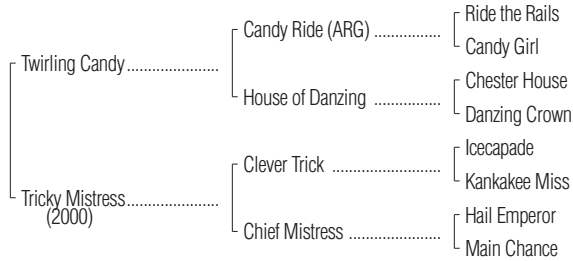 Ride the Rails
Candy Ride (ARG) ................
Candy Girl
Twirling Candy ......................
Chester House
House of Danzing ................
Danzing Crown
Icecapade
Clever Trick ..........................
Kankakee Miss
Tricky Mistress ......................
(2000)
Hail Emperor
Chief Mistress ......................
Main Chance